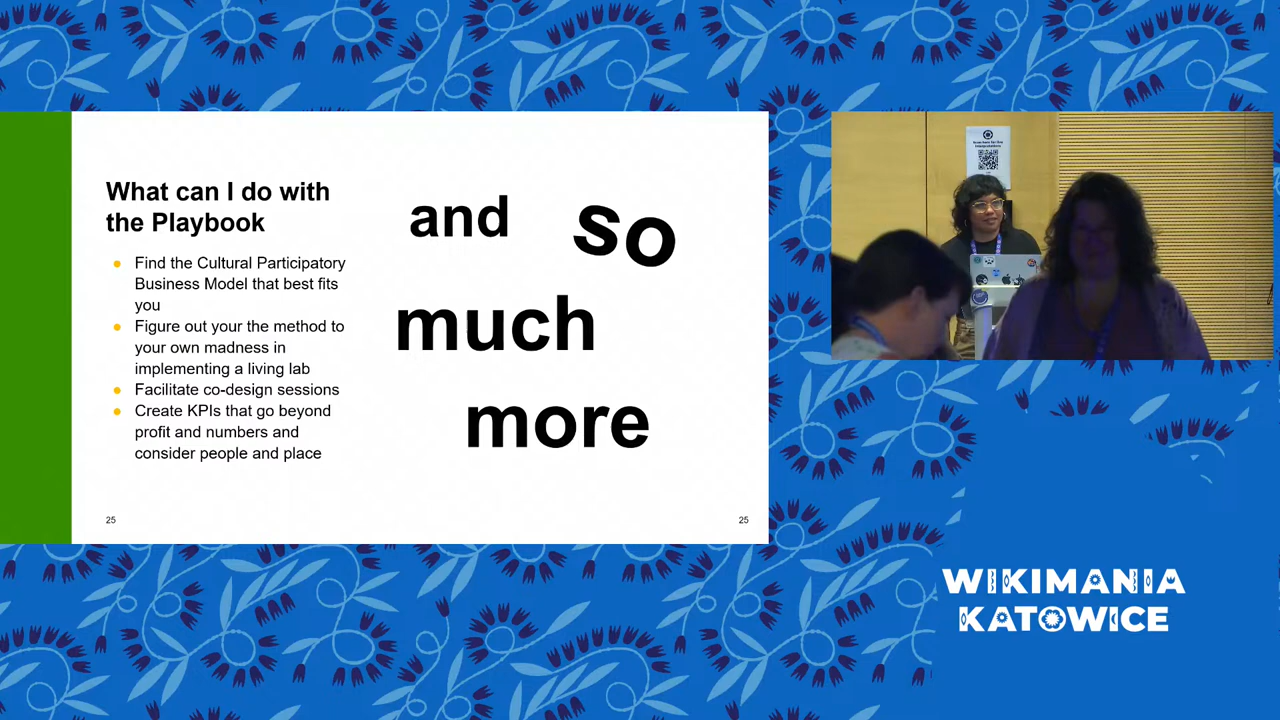 What can I do with
the Playbook
Find the Cultural Participatory
Business Model that best fits
you
Figure out your the method to
your own madness in
implementing a living lab
Facilitate co-design sessions
Create KPIs that go beyond
profit and numbers and
consider people and place
and so
much
more
25
25
WIKIMANIA
KATOWICE